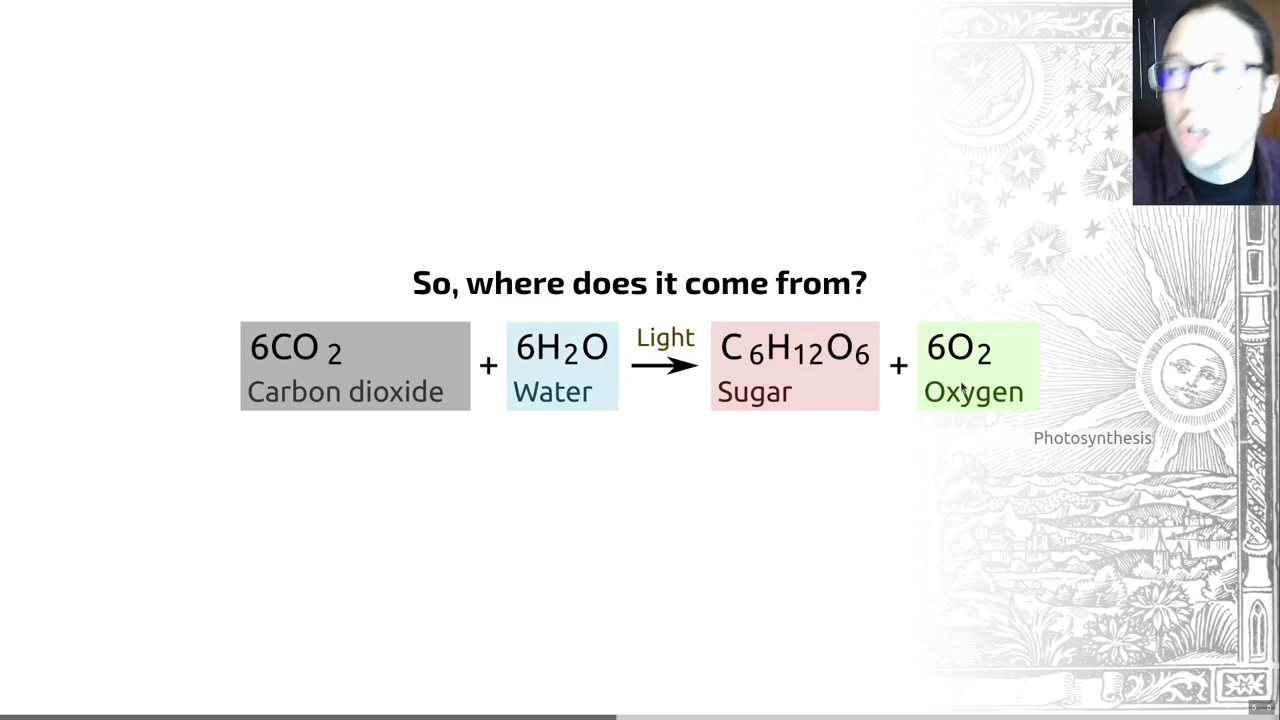 So, where does it come from?
6CO₂ + 6H₂O Light → C₆H₁₂O₆ + 6O₂
Carbon dioxide Water Sugar Oxygen
Photosynthesis